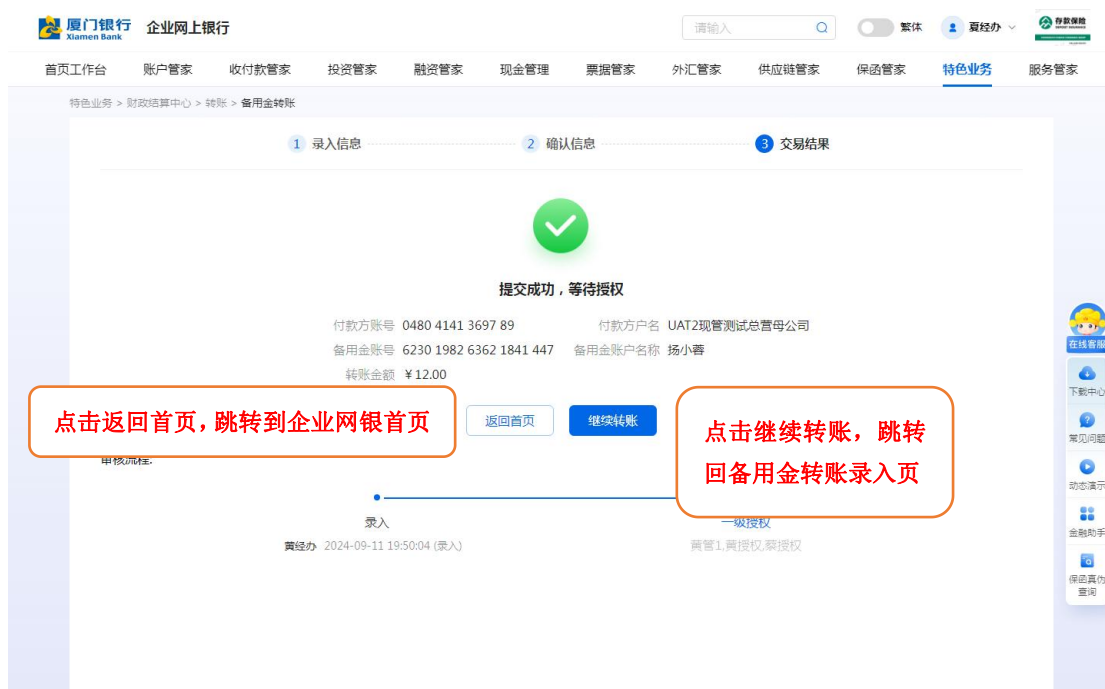 厦门银行 企业网上银行 请输入 繁体 夏经办 存款保险
Xiamen Bank
首页工作台 账户管家 收付款管家 投资管家 融资管家 现金管理 票据管家 外汇管家 供应链管家 保函管家 特色业务 服务管家
特色业务 > 财政结算中心 > 转账 > 备用金转账
1 录入信息 2 确认信息 3 交易结果
提交成功，等待授权
付款方账号 0480 4141 3697 89 付款方户名 UAT2现管测试总营母公司
备用金账号 6230 1982 6362 1841 447 备用金账户名称 扬小蓉
转账金额 ¥ 12.00
点击返回首页，跳转到企业网银首页
返回首页 继续转账
点击继续转账，跳转
回备用金转账录入页
审核流程:
录入 一级授权
黄经办 2024-09-11 19:50:04 (录入) 黄管1,黄授权,蔡授权
在线客服
下载中心
常见问题
动态演示
金融助手
保函真伪
查询